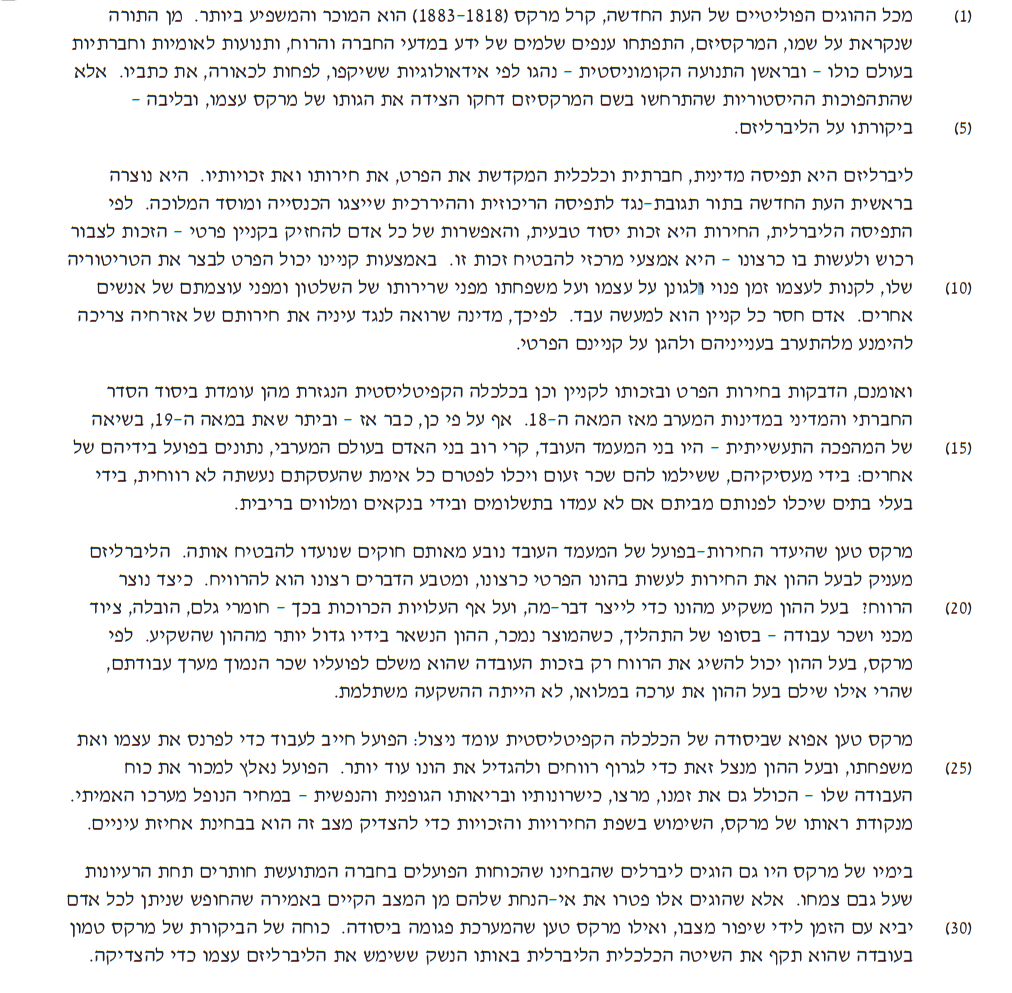 (1) מכל ההוגים הפוליטיים של העת החדשה, קרל מרקס (1883-1818) הוא המוכר והמשפיע ביותר. מן התורה
שנקראת על שמו, המרקסיזם, התפתחו ענפים שלמים של ידע במדעי החברה והרוח, ותנועות לאומיות וחברתיות
בעולם כולו – ובראשן התנועה הקומוניסטית – נהגו לפי אידאולוגיות ששיקפו, לפחות לכאורה, את כתביו. אלא
שהתהפוכות ההיסטוריות שהתרחשו בשם המרקסיזם דחקו הצידה את הגותו של מרקס עצמו, ובליבה –
(5) ביקורתו על הליברליזם.
ליברליזם היא תפיסה מדינית, חברתית וכלכלית המקדשת את הפרט, את חירותו ואת זכויותיו. היא נוצרה
בראשית העת החדשה בתור תגובת-נגד לתפיסה הריכוזית וההיררכית שייצגו הכנסייה ומוסד המלוכה. לפי
התפיסה הליברלית, החירות היא זכות יסוד טבעית, והאפשרות של כל אדם להחזיק בקניין פרטי – הזכות לצבור
רכוש ולעשות בו כרצונו – היא אמצעי מרכזי להבטיח זכות זו. באמצעות קניינו יכול הפרט לבצר את הטריטוריה
(10) שלו, לקנות לעצמו זמן פנוי ולגונן על עצמו ועל משפחתו מפני שרירותו של השלטון ומפני עוצמתם של אנשים
אחרים. אדם חסר כל קניין הוא למעשה עבד. לפיכך, מדינה שרואה לנגד עיניה את חירותם של אזרחיה צריכה
להימנע מלהתערב בענייניהם ולהגן על קניינם הפרטי.
ואומנם, הדבקות בחירות הפרט ובזכותו לקניין וכן בכלכלה הקפיטליסטית הנגזרת מהן עומדת ביסוד הסדר
החברתי והמדיני במדינות המערב מאז המאה ה-18. אף על פי כן, כבר אז – וביתר שאת במאה ה-19, בשיאה
(15) של המהפכה התעשייתית – היו בני המעמד העובד, קרי רוב בני האדם בעולם המערבי, נתונים בפועל בידיהם של
אחרים: בידי מעסיקיהם, ששילמו להם שכר זעום ויכלו לפטרם כל אימת שהעסקתם נעשתה לא רווחית, בידי
בעלי בתים שיכלו לפנותם מביתם אם לא עמדו בתשלומים ובידי בנקאים ומלווים בריבית.
מרקס טען שהיעדר החירות-בפועל של המעמד העובד נובע מאותם חוקים שנועדו להבטיח אותה. הליברליזם
מעניק לבעל ההון את החירות לעשות בהונו הפרטי כרצונו, ומטבע הדברים רצונו הוא להרוויח. כיצד נוצר
(20) הרווח? בעל ההון משקיע מהונו כדי לייצר דבר-מה, ועל אף העלויות הכרוכות בכך – חומרי גלם, הובלה, ציוד
מכני ושכר עבודה – בסופו של התהליך, כשהמוצר נמכר, ההון הנשאר בידיו גדול יותר מההון שהשקיע. לפי
מרקס, בעל ההון יכול להשיג את הרווח רק בזכות העובדה שהוא משלם לפועליו שכר הנמוך מערך עבודתם,
שהרי אילו שילם בעל ההון את ערכה במלואו, לא הייתה ההשקעה משתלמת.
מרקס טען אפוא שביסודה של הכלכלה הקפיטליסטית עומד ניצול: הפועל חייב לעבוד כדי לפרנס את עצמו ואת
(25) משפחתו, ובעל ההון מנצל זאת כדי לגרוף רווחים ולהגדיל את הונו עוד יותר. הפועל נאלץ למכור את כוח
העבודה שלו – הכולל גם את זמנו, מרצו, כישרונותיו ובריאותו הגופנית והנפשית – במחיר הנופל מערכו האמיתי.
מנקודת ראותו של מרקס, השימוש בשפת החירויות והזכויות כדי להצדיק מצב זה הוא בבחינת אחיזת עיניים.
בימיו של מרקס היו גם הוגים ליברלים שהבחינו שהכוחות הפועלים בחברה המתועשת חותרים תחת הרעיונות
שעל גבם צמחו. אלא שהוגים אלו פטרו את אי-הנחת שלהם מן המצב הקיים באמירה שהחופש שניתן לכל אדם
(30) יביא עם הזמן לידי שיפור מצבו, ואילו מרקס טען שהמערכת פגומה ביסודה. כוחה של הביקורת של מרקס טמון
בעובדה שהוא תקף את השיטה הכלכלית הליברלית באותו הנשק ששימש את הליברליזם עצמו כדי להצדיקה.